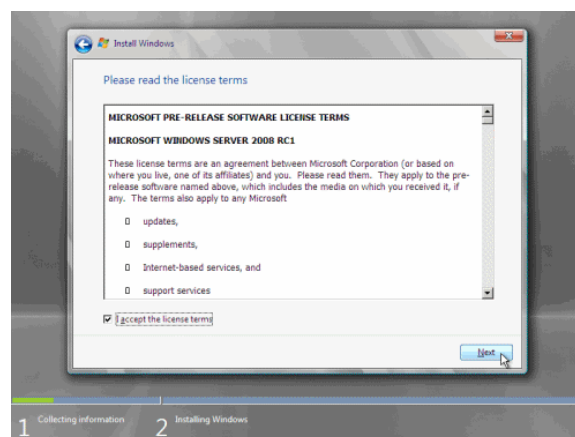 Install Windows
Please read the license terms
MICROSOFT PRE-RELEASE SOFTWARE LICENSE TERMS
MICROSOFT WINDOWS SERVER 2008 RC1
These license terms are an agreement between Microsoft Corporation (or based on
where you live, one of its affiliates) and you. Please read them. They apply to the pre-
release software named above, which includes the media on which you received it, if
any. The terms also apply to any Microsoft
updates,
supplements,
Internet-based services, and
support services
I accept the license terms
Next
1 Collecting information
2 Installing Windows